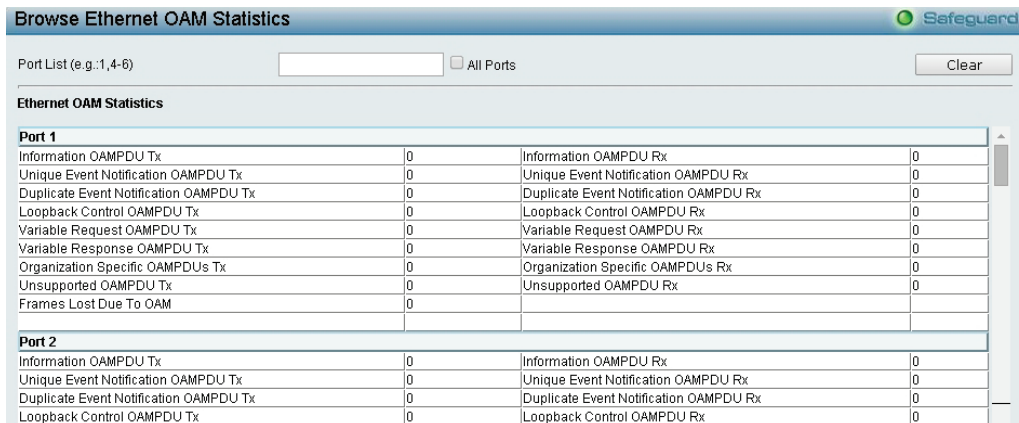 Browse Ethernet OAM Statistics Safeguard
Port List (e.g.:1,4-6) All Ports Clear
Ethernet OAM Statistics
Port 1
Information OAMPDU Tx 0 Information OAMPDU Rx 0
Unique Event Notification OAMPDU Tx 0 Unique Event Notification OAMPDU Rx 0
Duplicate Event Notification OAMPDU Tx 0 Duplicate Event Notification OAMPDU Rx 0
Loopback Control OAMPDU Tx 0 Loopback Control OAMPDU Rx 0
Variable Request OAMPDU Tx 0 Variable Request OAMPDU Rx 0
Variable Response OAMPDU Tx 0 Variable Response OAMPDU Rx 0
Organization Specific OAMPDUs Tx 0 Organization Specific OAMPDUs Rx 0
Unsupported OAMPDU Tx 0 Unsupported OAMPDU Rx 0
Frames Lost Due To OAM 0
Port 2
Information OAMPDU Tx 0 Information OAMPDU Rx 0
Unique Event Notification OAMPDU Tx 0 Unique Event Notification OAMPDU Rx 0
Duplicate Event Notification OAMPDU Tx 0 Duplicate Event Notification OAMPDU Rx 0
Loopback Control OAMPDU Tx 0 Loopback Control OAMPDU Rx 0